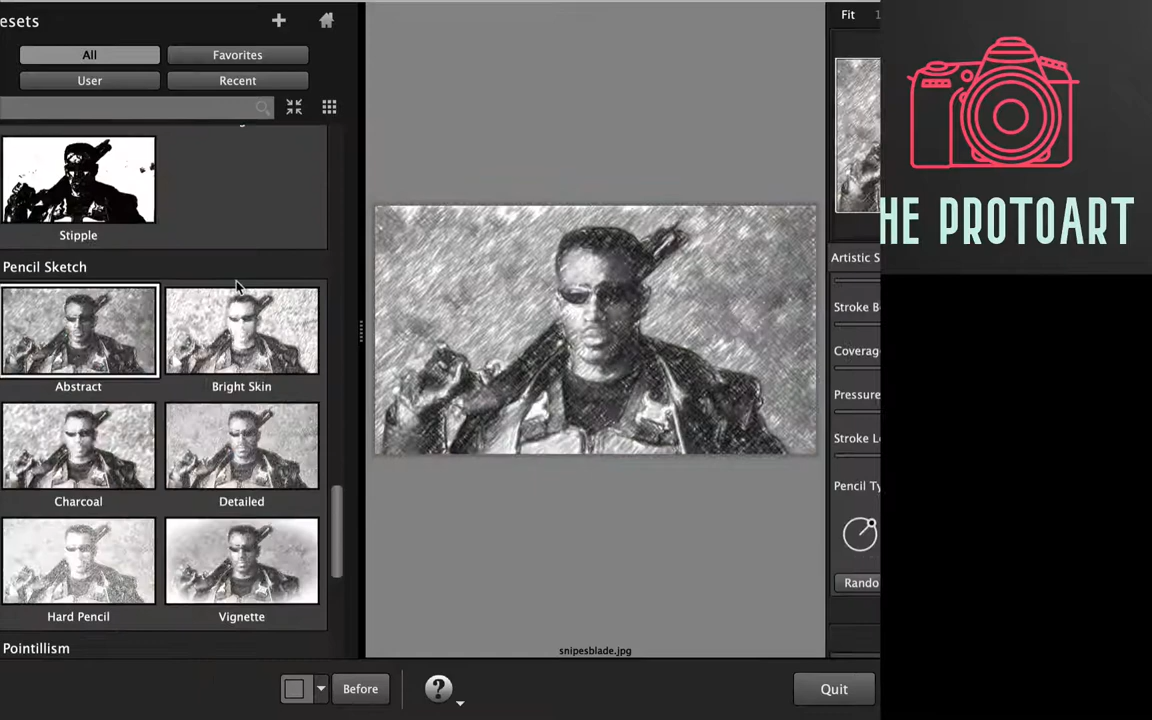 esets
All
Favorites
User
Recent
Stipple
Pencil Sketch
Abstract
Bright Skin
Charcoal
Detailed
Hard Pencil
Vignette
Pointillism
Before
?
snipesblade.jpg
Fit 1
Artistic S
Stroke B
Coverag
Pressure
Stroke Le
Pencil Ty
Rando
Quit
HE PROTOART